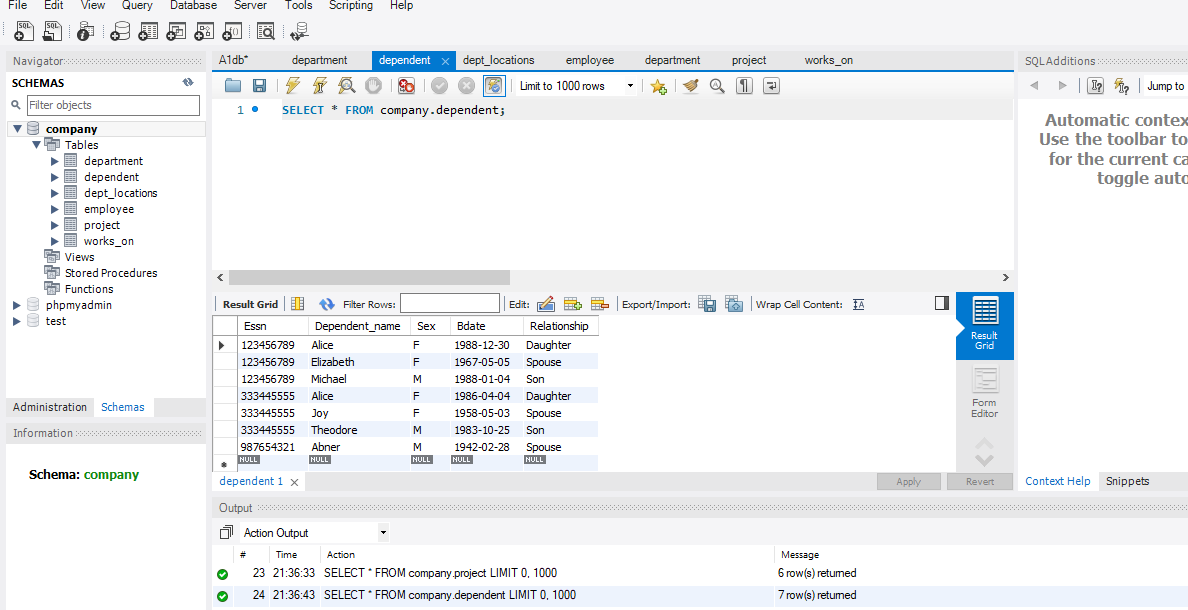 File Edit View Query Database Server Tools Scripting Help
Navigator
SCHEMAS
Filter objects
company
Tables
department
dependent
dept_locations
employee
project
works_on
Views
Stored Procedures
Functions
phpmyadmin
test
Administration Schemas
Information
Schema: company
A1db* department dependent dept_locations employee department project works_on
Limit to 1000 rows
1 SELECT * FROM company.dependent;
Result Grid Filter Rows: Edit: Export/Import: Wrap Cell Content:
Essn Dependent_name Sex Bdate Relationship
123456789 Alice F 1988-12-30 Daughter
123456789 Elizabeth F 1967-05-05 Spouse
123456789 Michael M 1988-01-04 Son
333445555 Alice F 1986-04-04 Daughter
333445555 Joy F 1958-05-03 Spouse
333445555 Theodore M 1983-10-25 Son
987654321 Abner M 1942-02-28 Spouse
NULL NULL NULL NULL NULL
Result
Grid
Form
Editor
dependent 1 Apply Revert
SQLAdditions
Jump to
Automatic contex
Use the toolbar to
for the current ca
toggle auto
Context Help Snippets
Output
Action Output
# Time Action Message
23 21:36:33 SELECT * FROM company.project LIMIT 0, 1000 6 row(s) returned
24 21:36:43 SELECT * FROM company.dependent LIMIT 0, 1000 7 row(s) returned